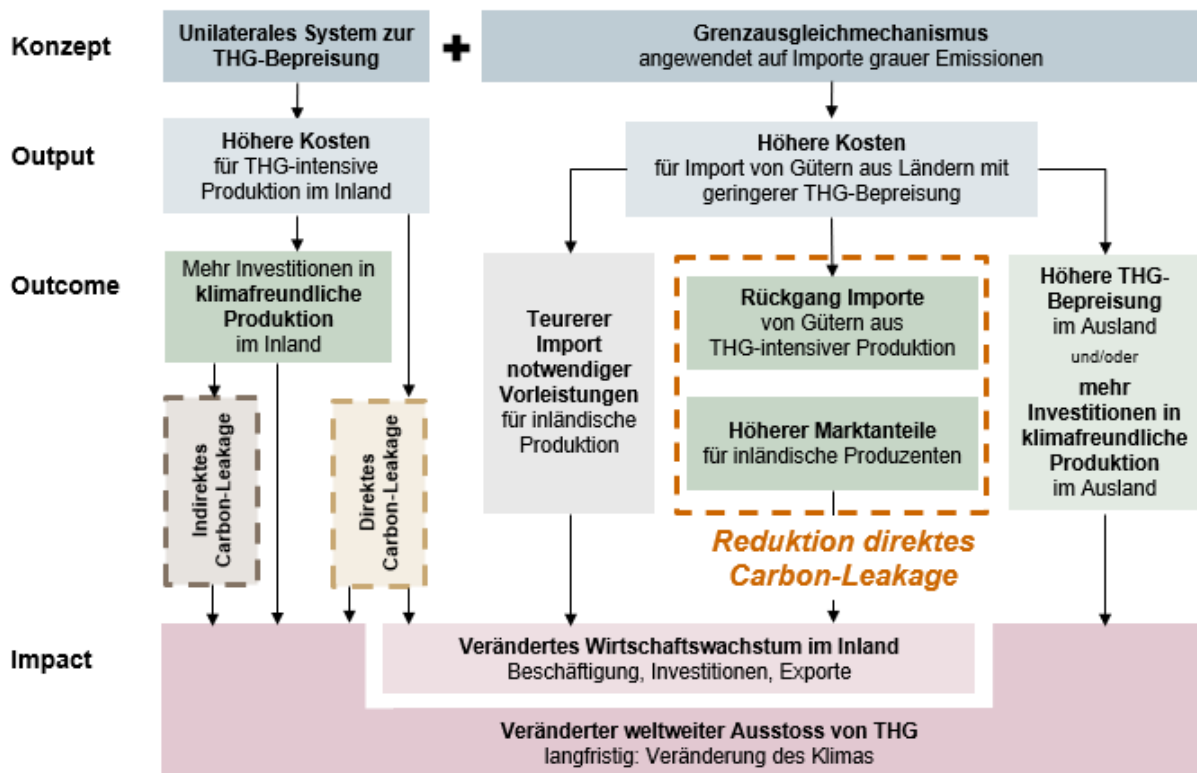 Konzept
Unilaterales System zur
THG-Bepreisung
+
Grenzausgleichmechanismus
angewendet auf Importe grauer Emissionen
Output
Höhere Kosten
für THG-intensive
Produktion im Inland
Höhere Kosten
für Import von Gütern aus Ländern mit
geringerer THG-Bepreisung
Outcome
Mehr Investitionen in
klimafreundliche
Produktion
im Inland
Indirektes
Carbon-Leakage
Direktes
Carbon-Leakage
Teurerer
Import
notwendiger
Vorleistungen
für inländische
Produktion
Rückgang Importe
von Gütern aus
THG-intensiver Produktion
Höherer Marktanteile
für inländische Produzenten
Reduktion direktes
Carbon-Leakage
Höhere THG-
Bepreisung
im Ausland
und/oder
mehr
Investitionen in
klimafreundliche
Produktion
im Ausland
Impact
Verändertes Wirtschaftswachstum im Inland
Beschäftigung, Investitionen, Exporte
Veränderter weltweiter Ausstoss von THG
langfristig: Veränderung des Klimas